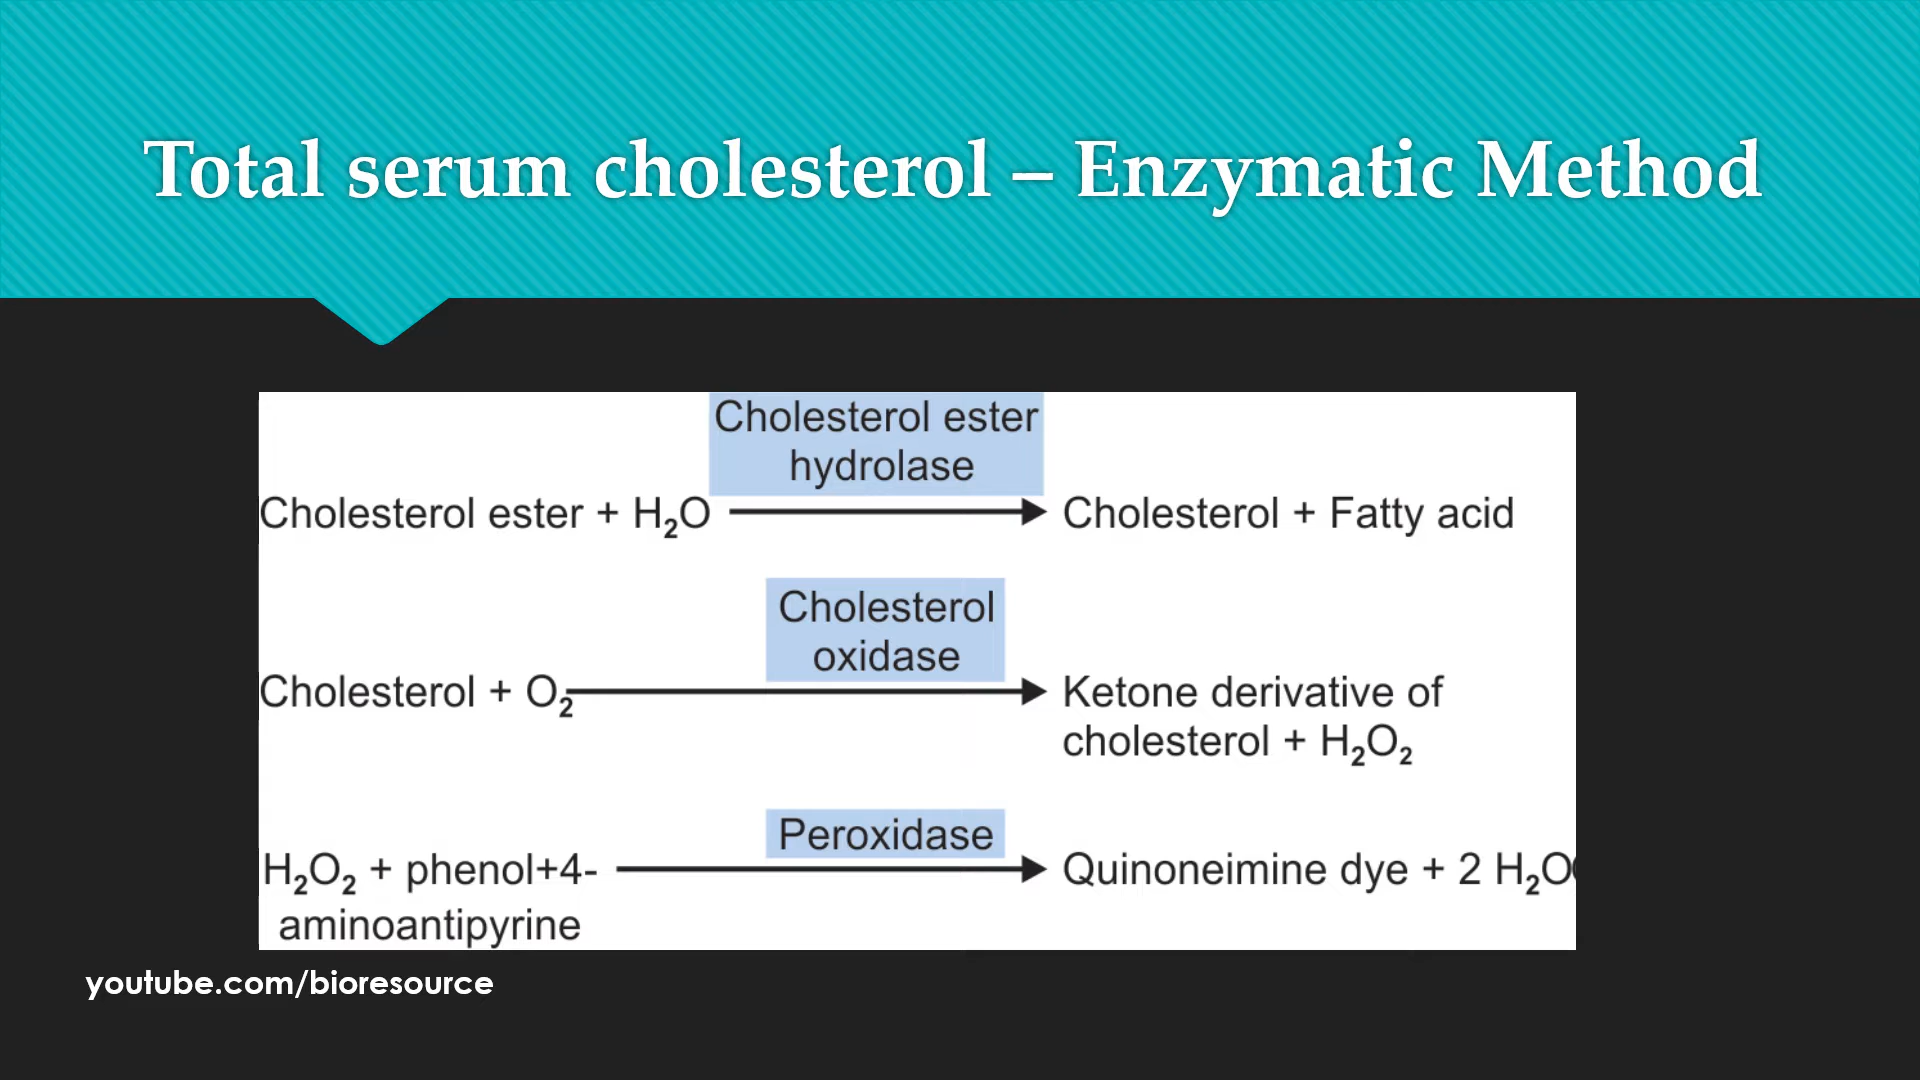 Total serum cholesterol – Enzymatic Method
Cholesterol ester
hydrolase
Cholesterol ester + H₂O
Cholesterol + Fatty acid
Cholesterol
oxidase
Cholesterol + O₂
Ketone derivative of
cholesterol + H₂O₂
Peroxidase
H₂O₂ + phenol+4-
aminoantipyrine
Quinoneimine dye + 2 H₂O
youtube.com/bioresource